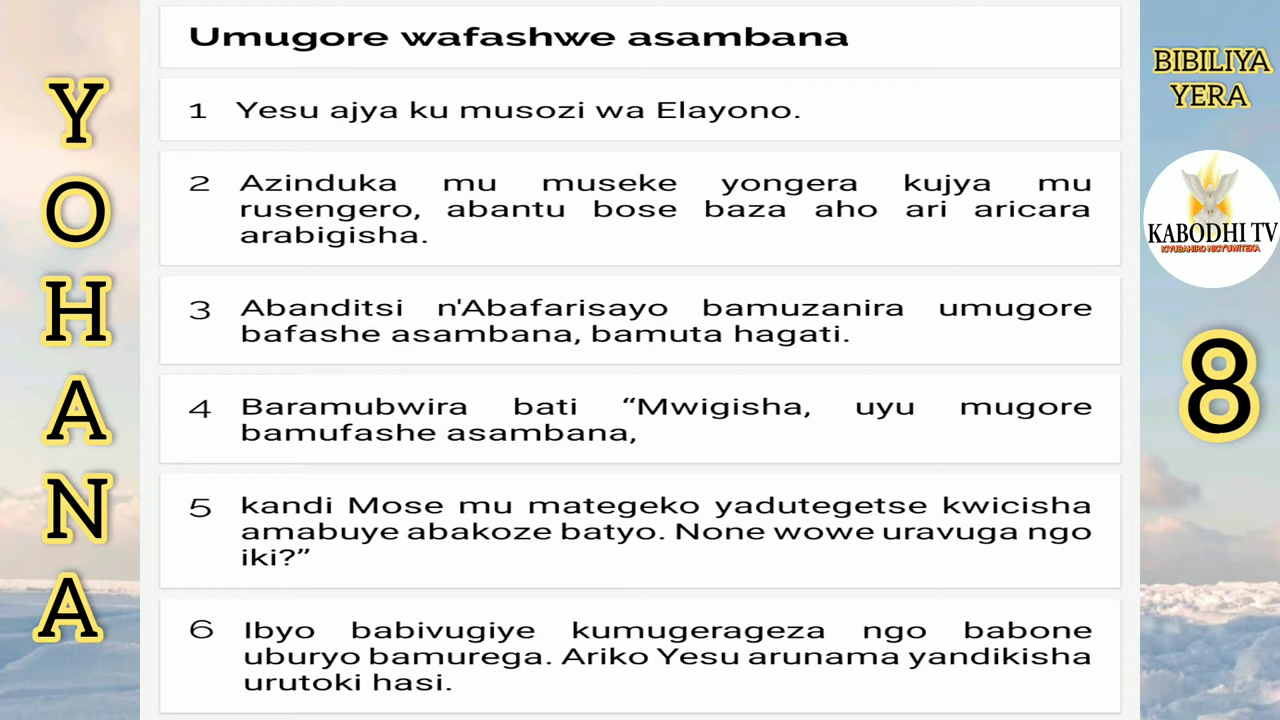 YOHANA
Umugore wafashwe asambana
1 Yesu ajya ku musozi wa Elayono.
2 Azinduka mu museke yongera kujya mu
rusengero, abantu bose baza aho ari aricara
arabigisha.
3 Abanditsi n'Abafarisayo bamuzanira umugore
bafashe asambana, bamuta hagati.
4 Baramubwira bati “Mwigisha, uyu mugore
bamufashe asambana,
5 kandi Mose mu mategeko yadutegetse kwicisha
amabuye abakoze batyo. None wowe uravuga ngo
iki?”
6 Ibyo babivugiye kumugerageza ngo babone
uburyo bamurega. Ariko Yesu arunama yandikisha
urutoki hasi.
BIBILIYA
YERA
KABODHI TV
ICYUBAHIRO NICY'UWITEKA
8